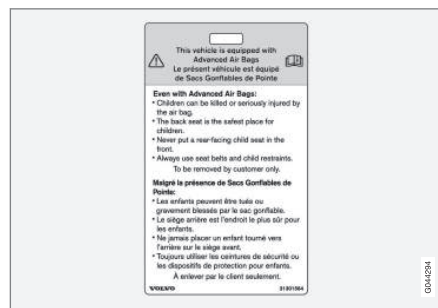 This vehicle is equipped with
Advanced Air Bags
Le présent véhicule est équipé
de Sacs Gonflables de Pointe
Even with Advanced Air Bags:
• Children can be killed or seriously injured by
the air bag.
• The back seat is the safest place for
children.
• Never put a rear-facing child seat in the
front.
• Always use seat belts and child restraints.
To be removed by customer only.
Malgré la présence de Sacs Gonflables de
Pointe:
• Les enfants peuvent être tués ou
gravement blessés par le sac gonflable.
• Le siège arrière est l'endroit le plus sûr pour
les enfants.
• Ne jamais placer un enfant tourné vers
l'arrière sur le siège avant.
• Toujours utiliser les ceintures de sécurité ou
les dispositifs de protection pour enfants.
À enlever par le client seulement.
VOLVO 31301504
G044294